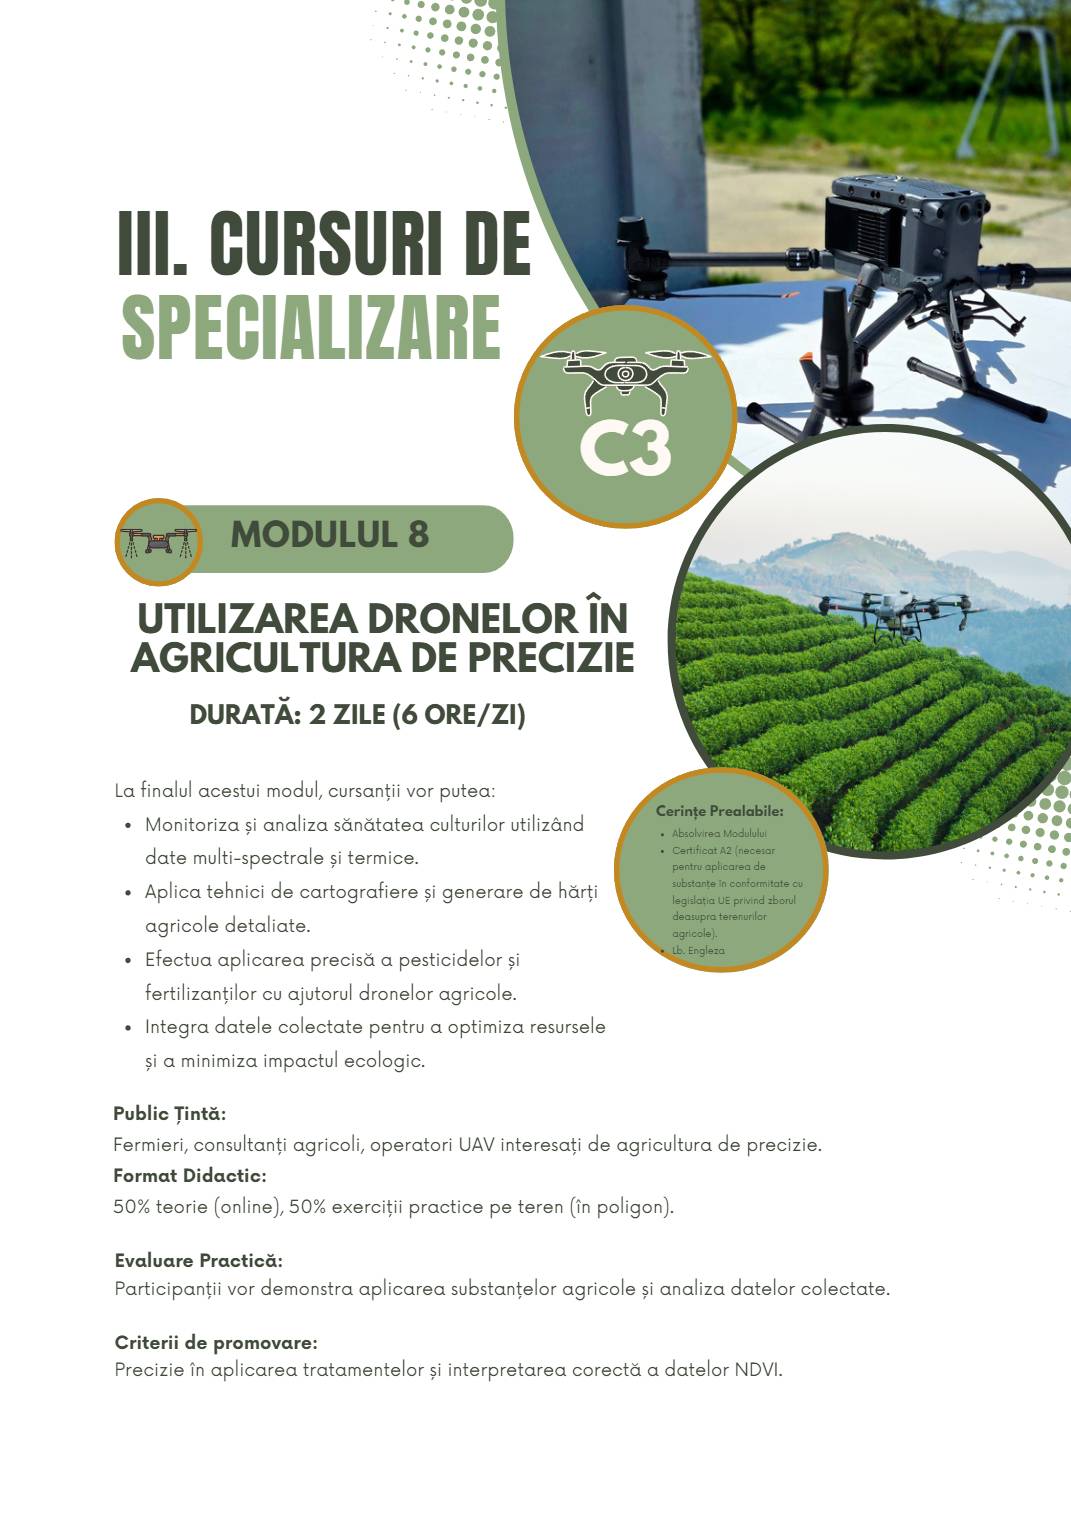 III. CURSURI DE
SPECIALIZARE
C3
MODULUL 8
UTILIZAREA DRONELOR ÎN
AGRICULTURA DE PRECIZIE
DURATĂ: 2 ZILE (6 ORE/ZI)
La finalul acestui modul, cursanții vor putea:
• Monitoriza și analiza sănătatea culturilor utilizând
date multi-spectrale și termice.
• Aplica tehnici de cartografiere și generare de hărți
agricole detaliate.
• Efectua aplicarea precisă a pesticidelor și
fertilizanților cu ajutorul dronelor agricole.
• Integra datele colectate pentru a optimiza resursele
și a minimiza impactul ecologic.
Cerințe Prealabile:
• Absolvirea Modulului
• Certificat A2 (necesar
pentru aplicarea de
substanțe în conformitate cu
legislația UE privind zborul
deasupra terenurilor
agricole).
• Lb. Engleza
Public Țintă:
Fermieri, consultanți agricoli, operatori UAV interesați de agricultura de precizie.
Format Didactic:
50% teorie (online), 50% exerciții practice pe teren (în poligon).
Evaluare Practică:
Participanții vor demonstra aplicarea substanțelor agricole și analiza datelor colectate.
Criterii de promovare:
Precizie în aplicarea tratamentelor și interpretarea corectă a datelor NDVI.